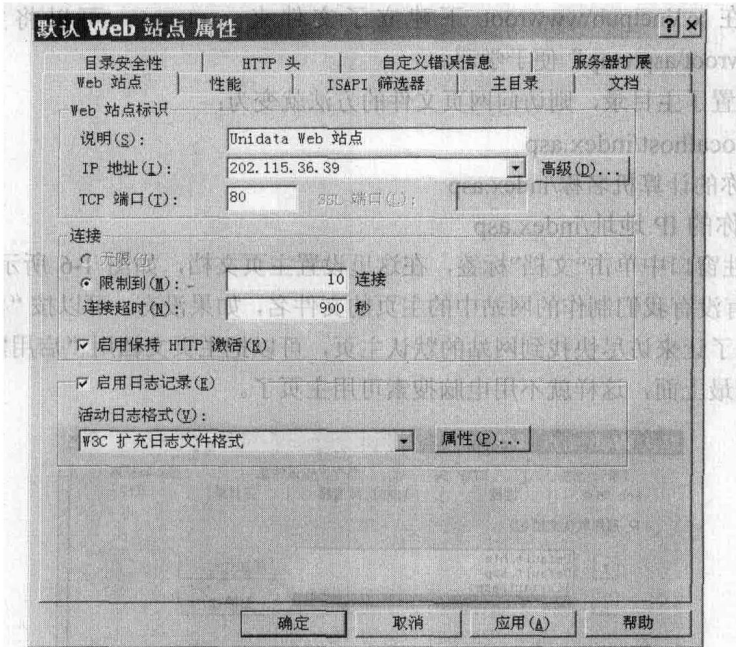 默认 Web 站点 属性
? ×
目录安全性 HTTP 头 自定义错误信息 服务器扩展
Web 站点 性能 ISAPI 筛选器 主目录 文档
Web 站点标识
说明(S): Unidata Web 站点
IP 地址(I): 202.115.36.39 高级(D)...
TCP 端口(T): 80 SSL 端口(L):
连接
无限(U)
限制到(M): 10 连接
连接超时(N): 900 秒
启用保持 HTTP 激活(K)
启用日志记录(E)
活动日志格式(V):
W3C 扩充日志文件格式 属性(P)...
确定 取消 应用(A) 帮助